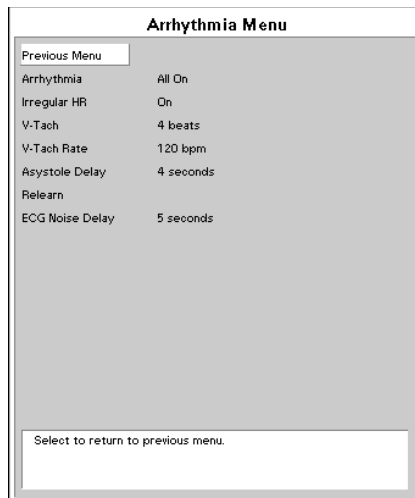 Arrhythmia Menu
Previous Menu
Arrhythmia All On
Irregular HR On
V-Tach 4 beats
V-Tach Rate 120 bpm
Asystole Delay 4 seconds
Relearn
ECG Noise Delay 5 seconds
Select to return to previous menu.